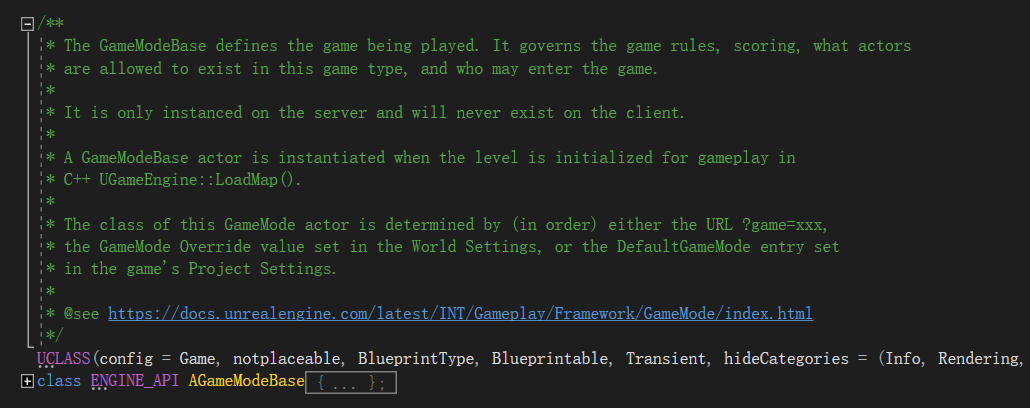 /**
* The GameModeBase defines the game being played. It governs the game rules, scoring, what actors
* are allowed to exist in this game type, and who may enter the game.
*
* It is only instanced on the server and will never exist on the client.
*
* A GameModeBase actor is instantiated when the level is initialized for gameplay in
* C++ UGameEngine::LoadMap().
*
* The class of this GameMode actor is determined by (in order) either the URL ?game=xxx,
* the GameMode Override value set in the World Settings, or the DefaultGameMode entry set
* in the game's Project Settings.
*
* @see https://docs.unrealengine.com/latest/INT/Gameplay/Framework/GameMode/index.html
*/
UCLASS(config = Game, notplaceable, BlueprintType, Blueprintable, Transient, hideCategories = (Info, Rendering,
class ENGINE_API AGameModeBase { ... };